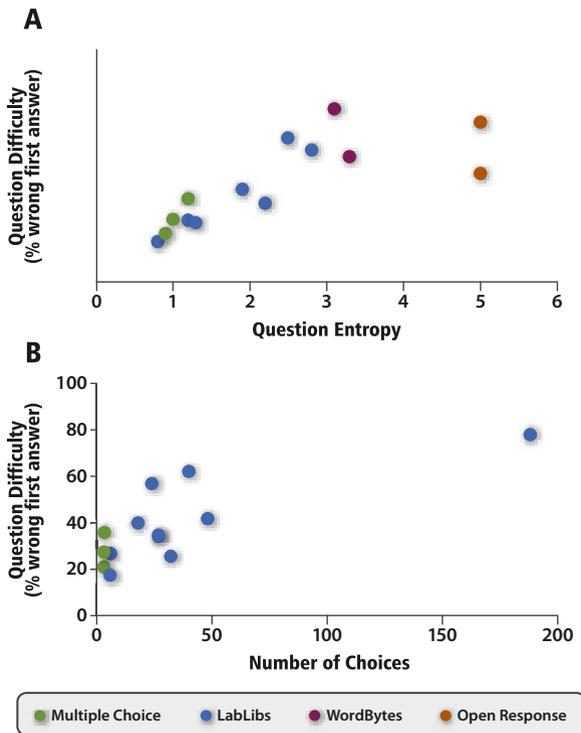 A
Question Difficulty
(% wrong first answer)
0 1 2 3 4 5 6
Question Entropy
B
Question Difficulty
(% wrong first answer)
100
80
60
40
20
0
0 50 100 150 200
Number of Choices
Multiple Choice LabLibs WordBytes Open Response